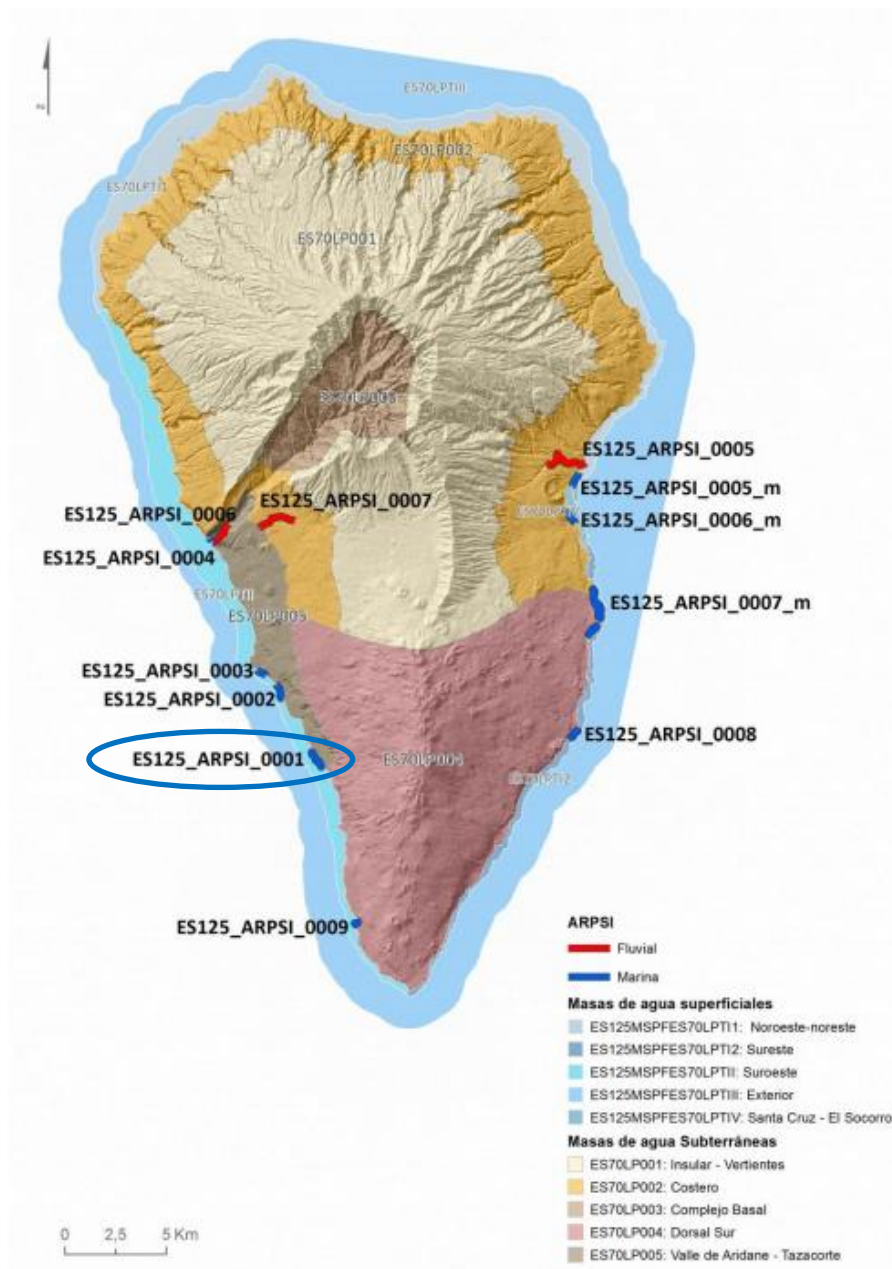 ES70LPTIII
ES70LP002
ES70LPTI1
ES70LP001
ES125_ARPSI_0005
ES125_ARPSI_0007
ES125_ARPSI_0005_m
ES125_ARPSI_0006
ES125_ARPSI_0006_m
ES125_ARPSI_0004
ES70LPTII
ES125_ARPSI_0007_m
ES125_ARPSI_0003
ES125_ARPSI_0002
ES125_ARPSI_0008
ES125_ARPSI_0001
ES70LPTI2
ES125_ARPSI_0009
ARPSI
Fluvial
Marina
Masas de agua superficiales
ES125MSPFES70LPTI1: Noroeste-noreste
ES125MSPFES70LPTI2: Sureste
ES125MSPFES70LPTII: Suroeste
ES125MSPFES70LPTIII: Exterior
ES125MSPFES70LPTIV: Santa Cruz - El Socorro
Masas de agua Subterráneas
ES70LP001: Insular - Vertientes
ES70LP002: Costero
ES70LP003: Complejo Basal
ES70LP004: Dorsal Sur
ES70LP005: Valle de Aridane - Tazacorte
0 2,5 5 Km